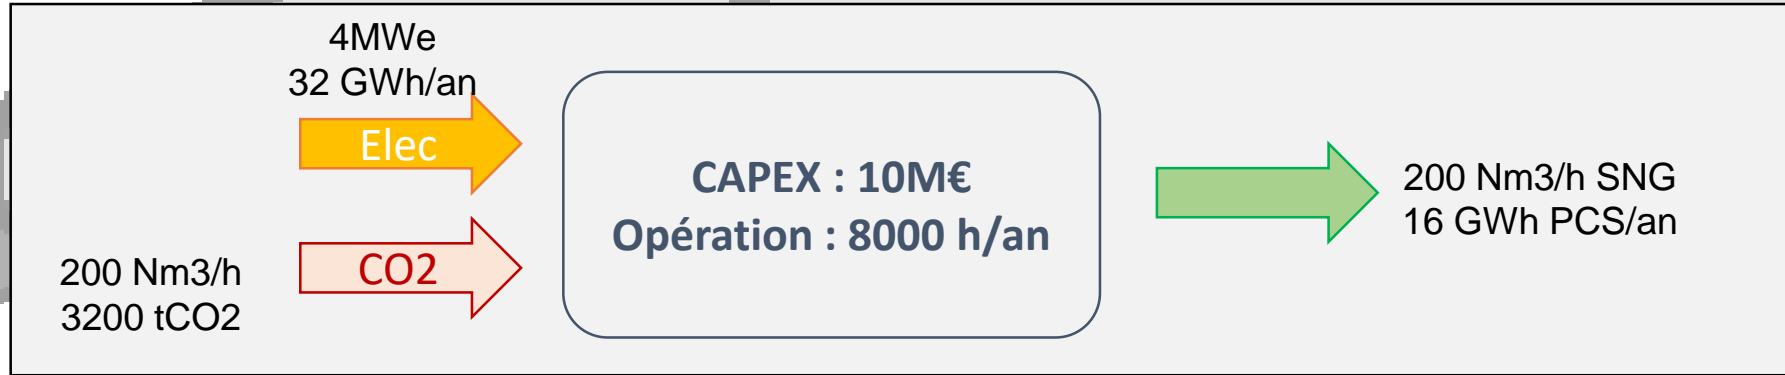 4MWe
32 GWh/an
Elec
200 Nm3/h
3200 tCO2
CO2
CAPEX : 10M€
Opération : 8000 h/an
200 Nm3/h SNG
16 GWh PCS/an